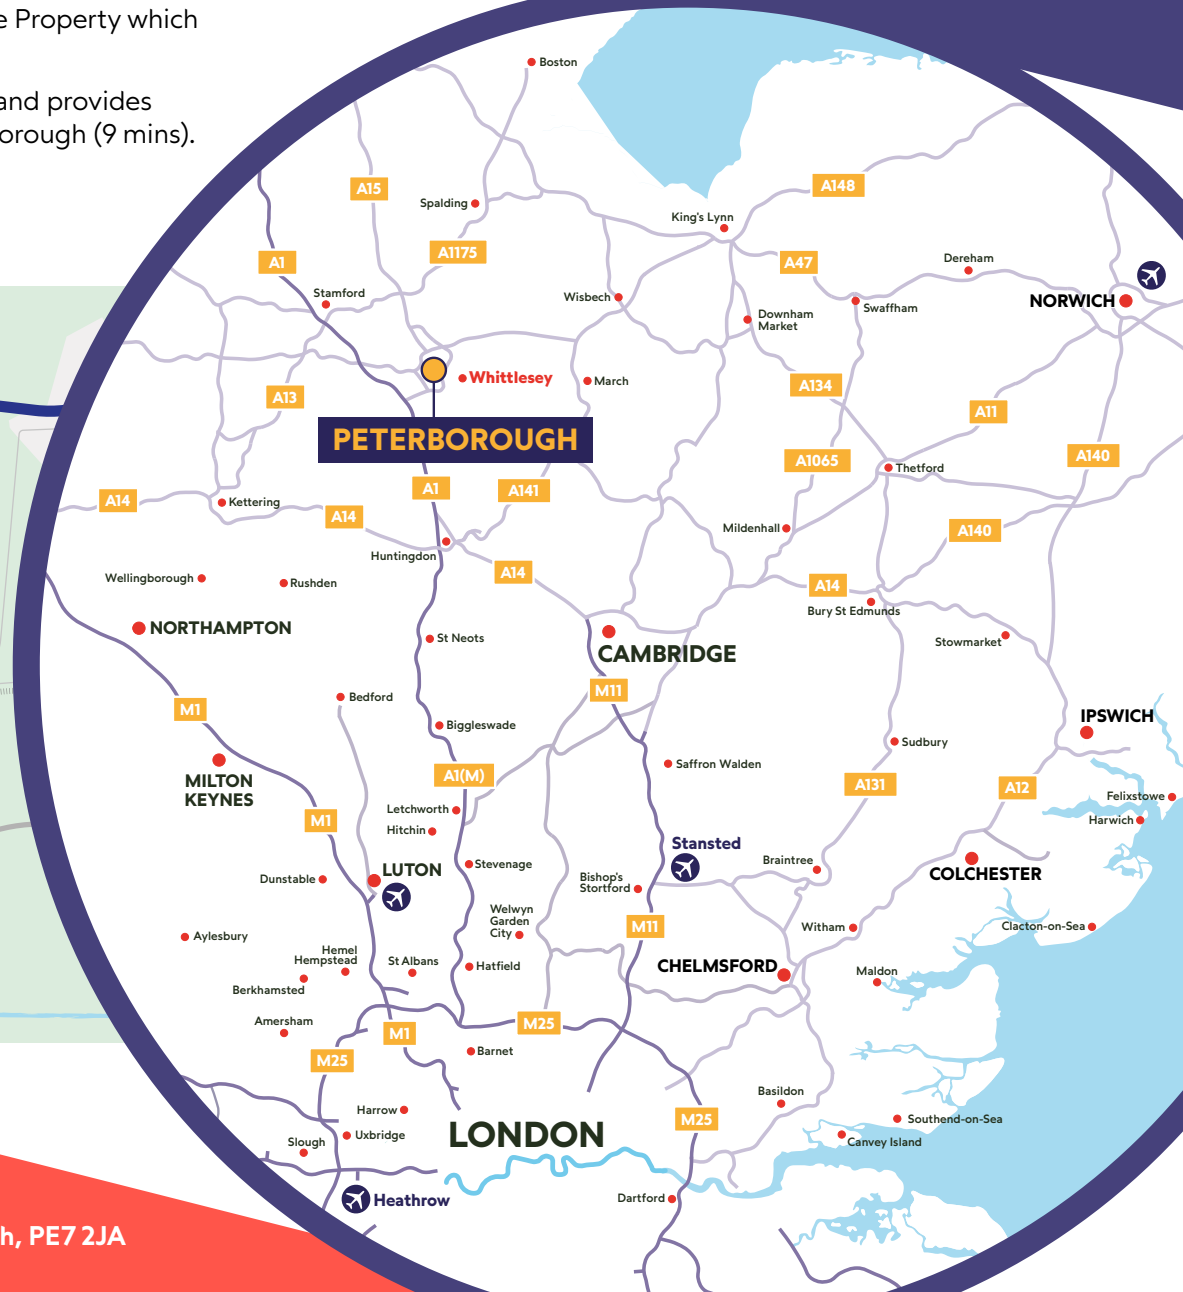 e Property which
and provides
orough (9 mins).
Boston
A15
A148
Spalding
King's Lynn
A1175
A1
A47
Dereham
Stamford
Wisbech
NORWICH
Swaffham
Downham
Market
Whittlesey
March
A134
A13
A11
PETERBOROUGH
A140
A1065
Thetford
A1
A141
A14
Kettering
A14
Mildenhall
A140
Huntingdon
A14
Wellingborough
Rushden
A14
Bury St Edmunds
NORTHAMPTON
St Neots
Stowmarket
CAMBRIDGE
M11
Bedford
M1
IPSWICH
Biggleswade
Sudbury
Saffron Walden
MILTON
KEYNES
A1(M)
A131
A12
Felixstowe
Letchworth
Harwich
M1
Hitchin
Stansted
Stevenage
Braintree
LUTON
COLCHESTER
Dunstable
Bishop's
Stortford
Welwyn
Garden
City
M11
Witham
Clacton-on-Sea
Aylesbury
Hemel
Hempstead
St Albans
Hatfield
CHELMSFORD
Maldon
Berkhamsted
Amersham
M25
M1
Barnet
M25
Basildon
Harrow
M25
Southend-on-Sea
Uxbridge
LONDON
Slough
Canvey Island
Heathrow
Dartford
h, PE7 2JA